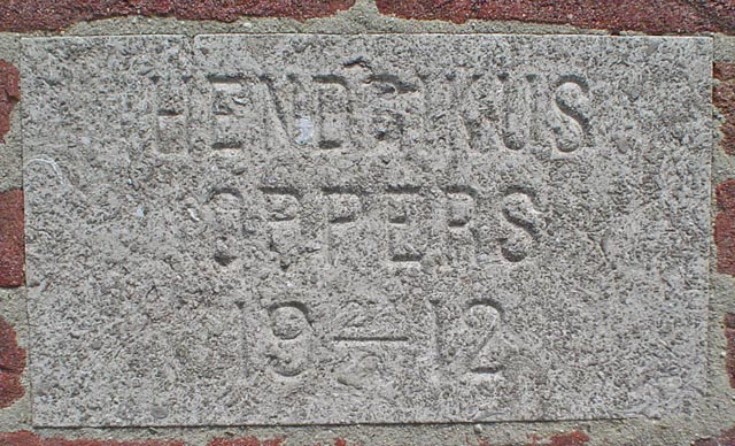 HENDRIKUS
OPPERS
19 — 12